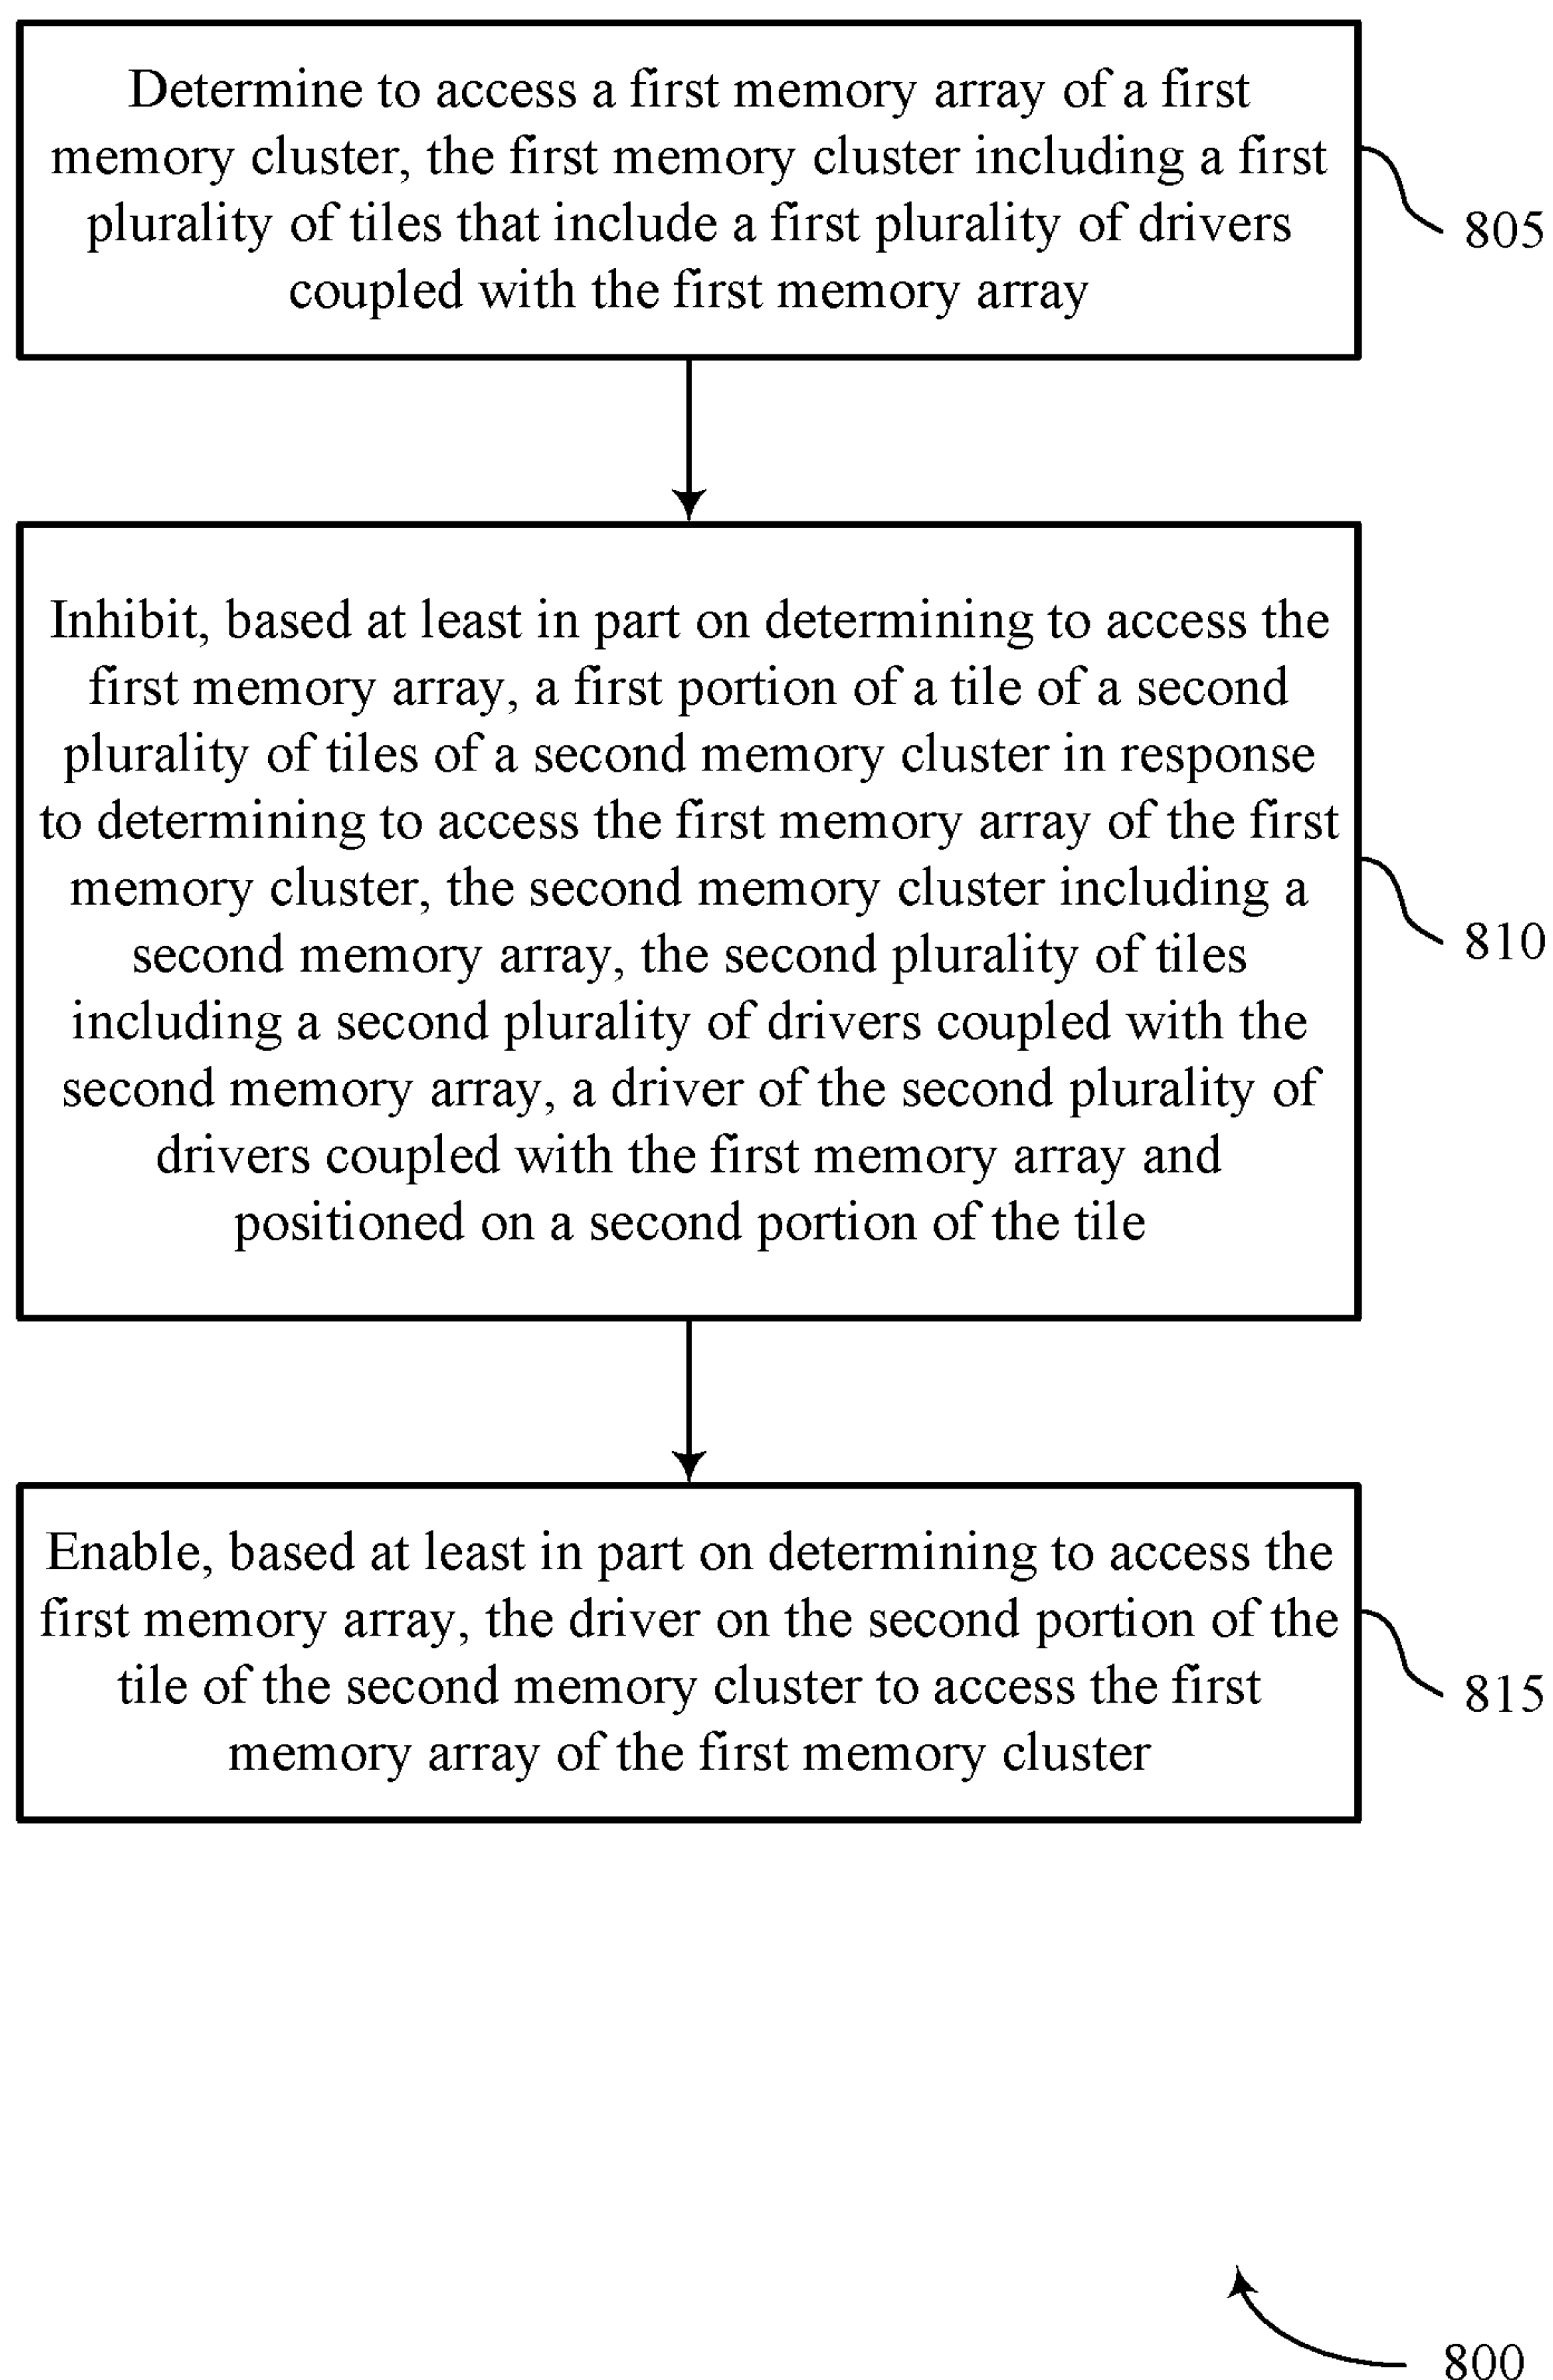 Determine to access a first memory array of a first
memory cluster, the first memory cluster including a first
plurality of tiles that include a first plurality of drivers
coupled with the first memory array
805
Inhibit, based at least in part on determining to access the
first memory array, a first portion of a tile of a second
plurality of tiles of a second memory cluster in response
to determining to access the first memory array of the first
memory cluster, the second memory cluster including a
second memory array, the second plurality of tiles
including a second plurality of drivers coupled with the
second memory array, a driver of the second plurality of
drivers coupled with the first memory array and
positioned on a second portion of the tile
810
Enable, based at least in part on determining to access the
first memory array, the driver on the second portion of the
tile of the second memory cluster to access the first
memory array of the first memory cluster
815
800